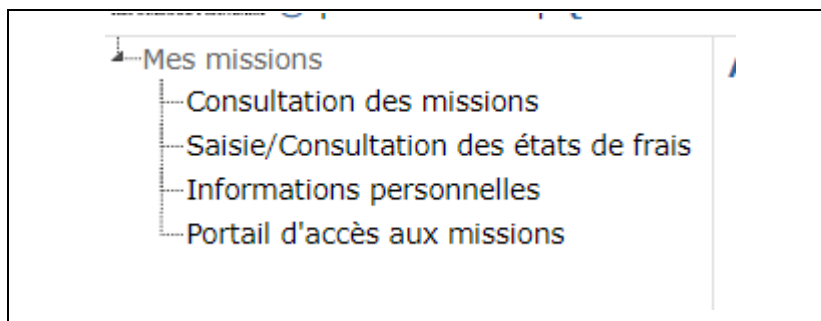 Mes missions
Consultation des missions
Saisie/Consultation des états de frais
Informations personnelles
Portail d'accès aux missions